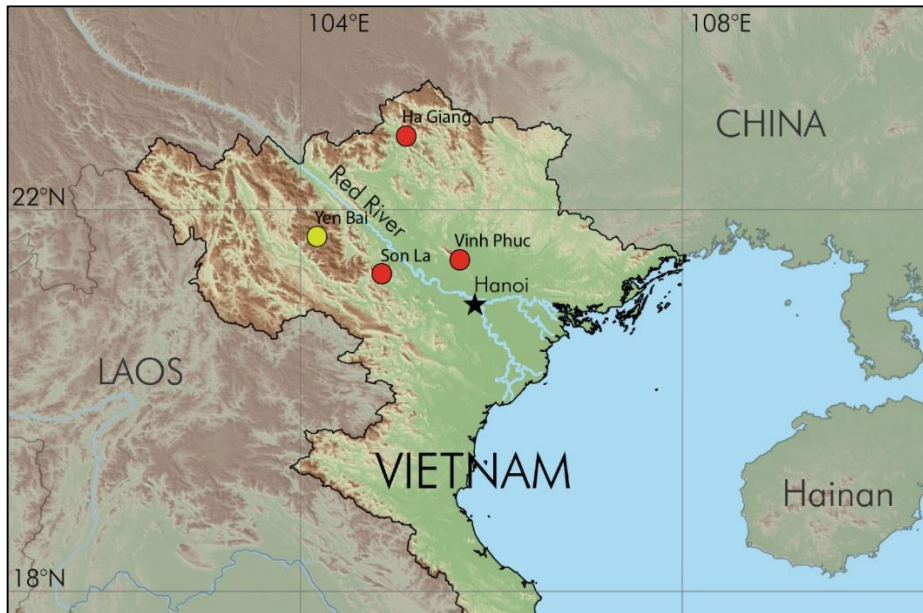 104°E
108°E
Ha Giang
CHINA
22°N
Red River
Yen Bai
Vinh Phuc
Son La
Hanoi
LAOS
VIETNAM
Hainan
18°N